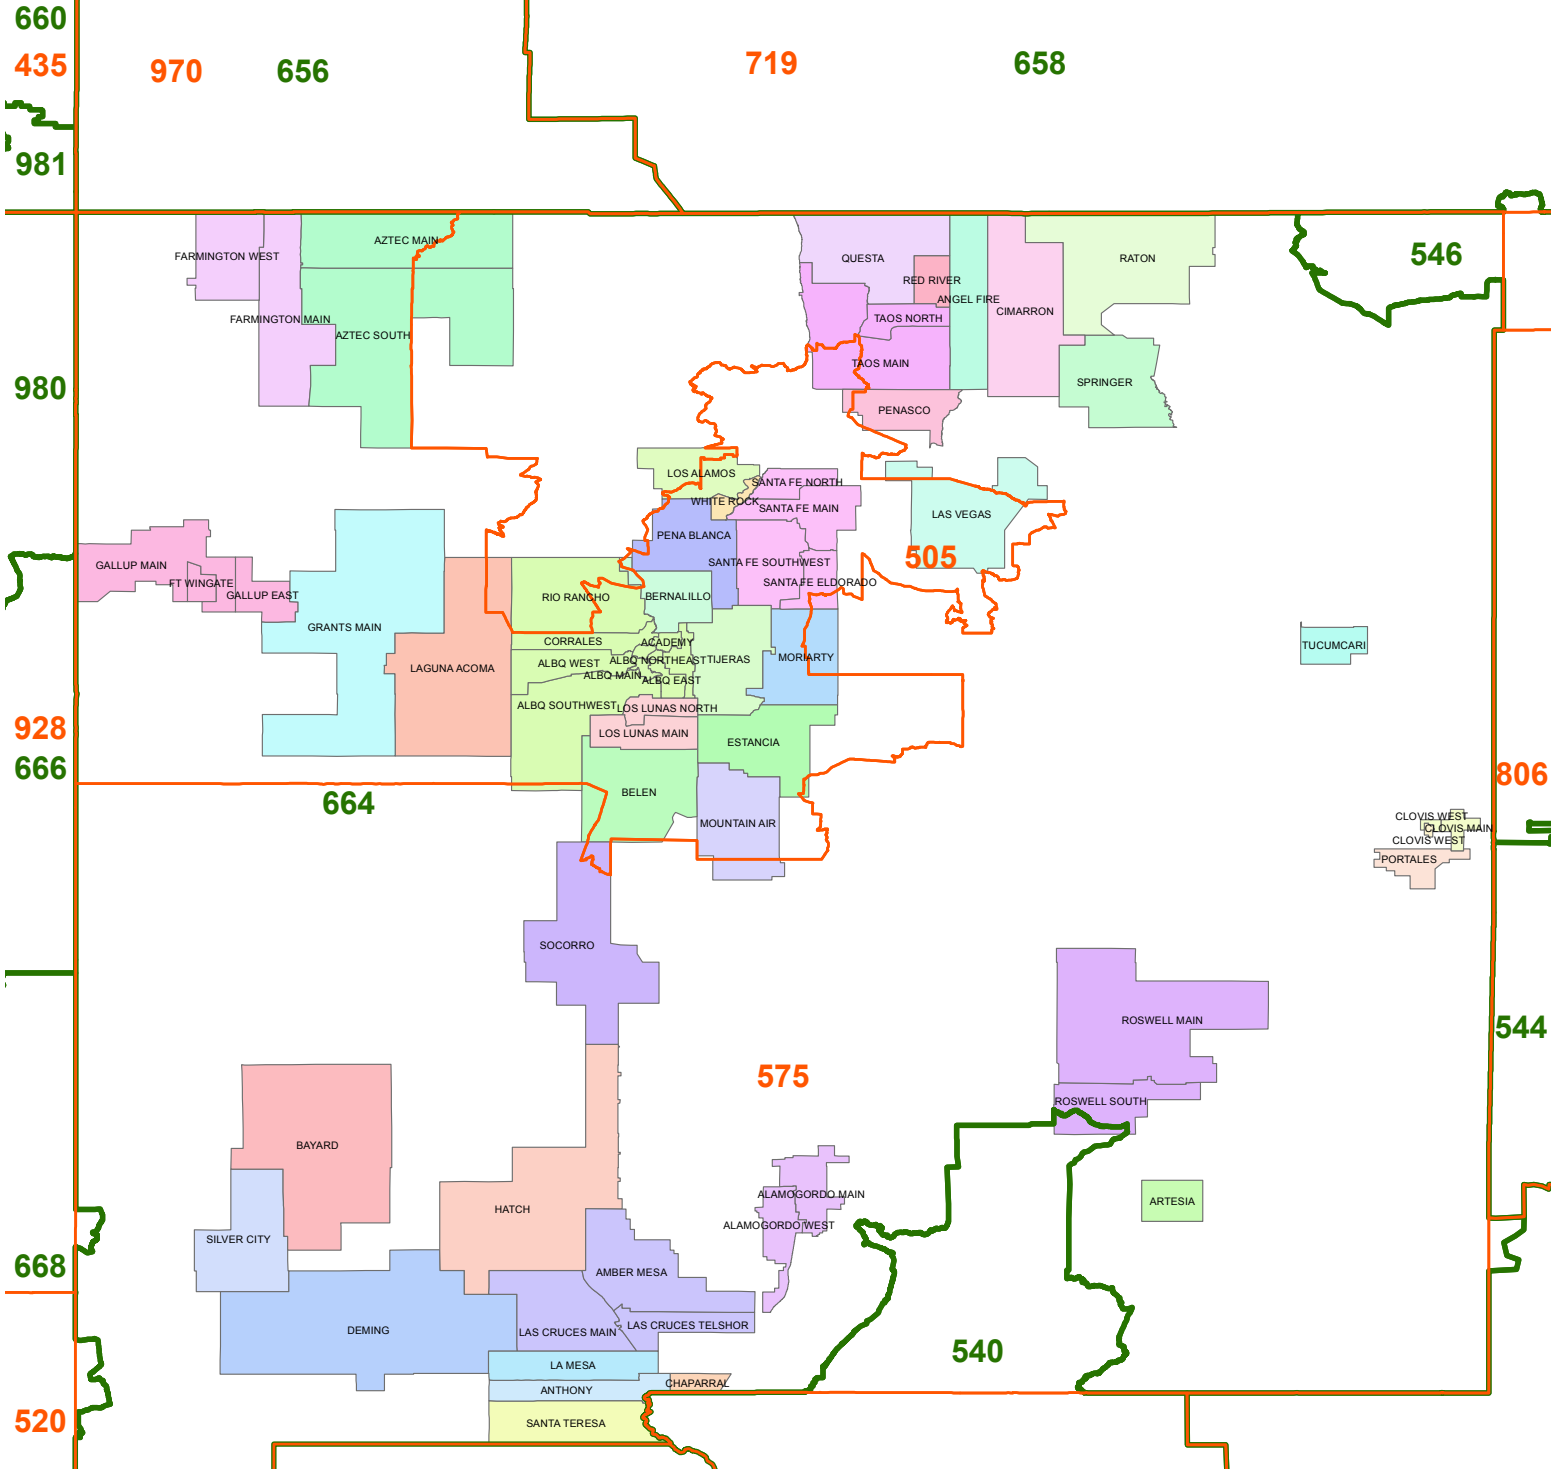 660
435
970
656
719
658
981
AZTEC MAIN
546
FARMINGTON WEST
QUESTA
RATON
RED RIVER
ANGEL FIRE
CIMARRON
FARMINGTON MAIN
TAOS NORTH
AZTEC SOUTH
TAOS MAIN
980
SPRINGER
PENASCO
LOS ALAMOS
SANTA FE NORTH
WHITE ROCK
SANTA FE MAIN
LAS VEGAS
PENA BLANCA
505
GALLUP MAIN
SANTA FE SOUTHWEST
FT WINGATE
SANTA FE ELDORADO
GALLUP EAST
RIO RANCHO
BERNALILLO
GRANTS MAIN
CORRALES
ACADEMY
TUCUMCARI
ALBQ WEST
ALBQ NORTHEAST
TIJERAS
MORIARTY
LAGUNA ACOMA
ALBQ MAIN
ALBQ EAST
ALBQ SOUTHWEST
LOS LUNAS NORTH
928
LOS LUNAS MAIN
ESTANCIA
666
806
BELEN
664
CLOVIS WEST
MOUNTAIN AIR
CLOVIS MAIN
CLOVIS WEST
PORTALES
SOCORRO
ROSWELL MAIN
544
575
ROSWELL SOUTH
BAYARD
ALAMOGORDO MAIN
ARTESIA
HATCH
ALAMOGORDO WEST
SILVER CITY
668
AMBER MESA
DEMING
LAS CRUCES MAIN
LAS CRUCES TELSHOR
540
LA MESA
CHAPARRAL
ANTHONY
520
SANTA TERESA